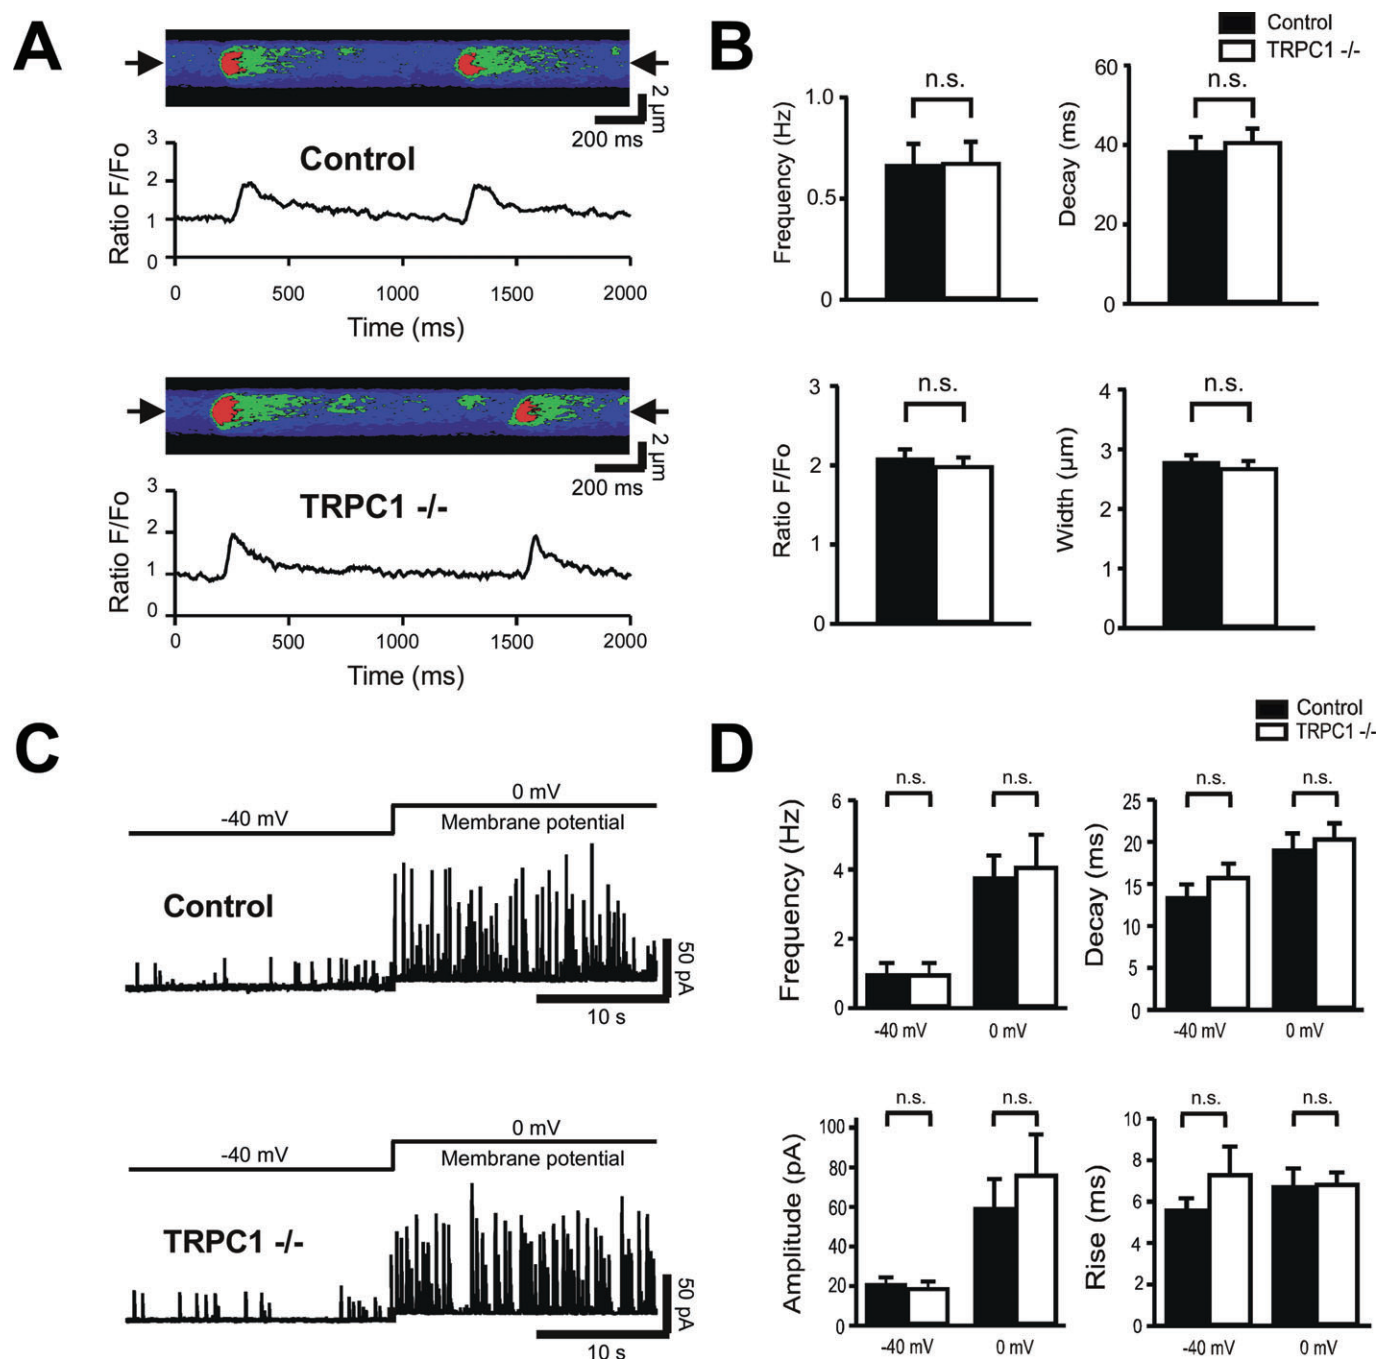 A
2 µm
200 ms
3
2
1
0
Ratio F/Fo
Control
0
500
1000
1500
2000
Time (ms)
2 µm
200 ms
3
2
1
0
Ratio F/Fo
TRPC1 -/-
0
500
1000
1500
2000
Time (ms)
B
Control
TRPC1 -/-
n.s.
1.0
0.5
0
Frequency (Hz)
n.s.
60
40
20
0
Decay (ms)
n.s.
3
2
1
0
Ratio F/Fo
n.s.
4
3
2
1
0
Width (µm)
C
-40 mV
0 mV
Membrane potential
Control
50 pA
10 s
-40 mV
0 mV
Membrane potential
TRPC1 -/-
50 pA
10 s
D
Control
TRPC1 -/-
n.s.
n.s.
6
4
2
0
Frequency (Hz)
-40 mV
0 mV
n.s.
n.s.
25
20
15
10
5
0
Decay (ms)
-40 mV
0 mV
n.s.
n.s.
100
80
60
40
20
0
Amplitude (pA)
-40 mV
0 mV
n.s.
n.s.
10
8
6
4
2
0
Rise (ms)
-40 mV
0 mV